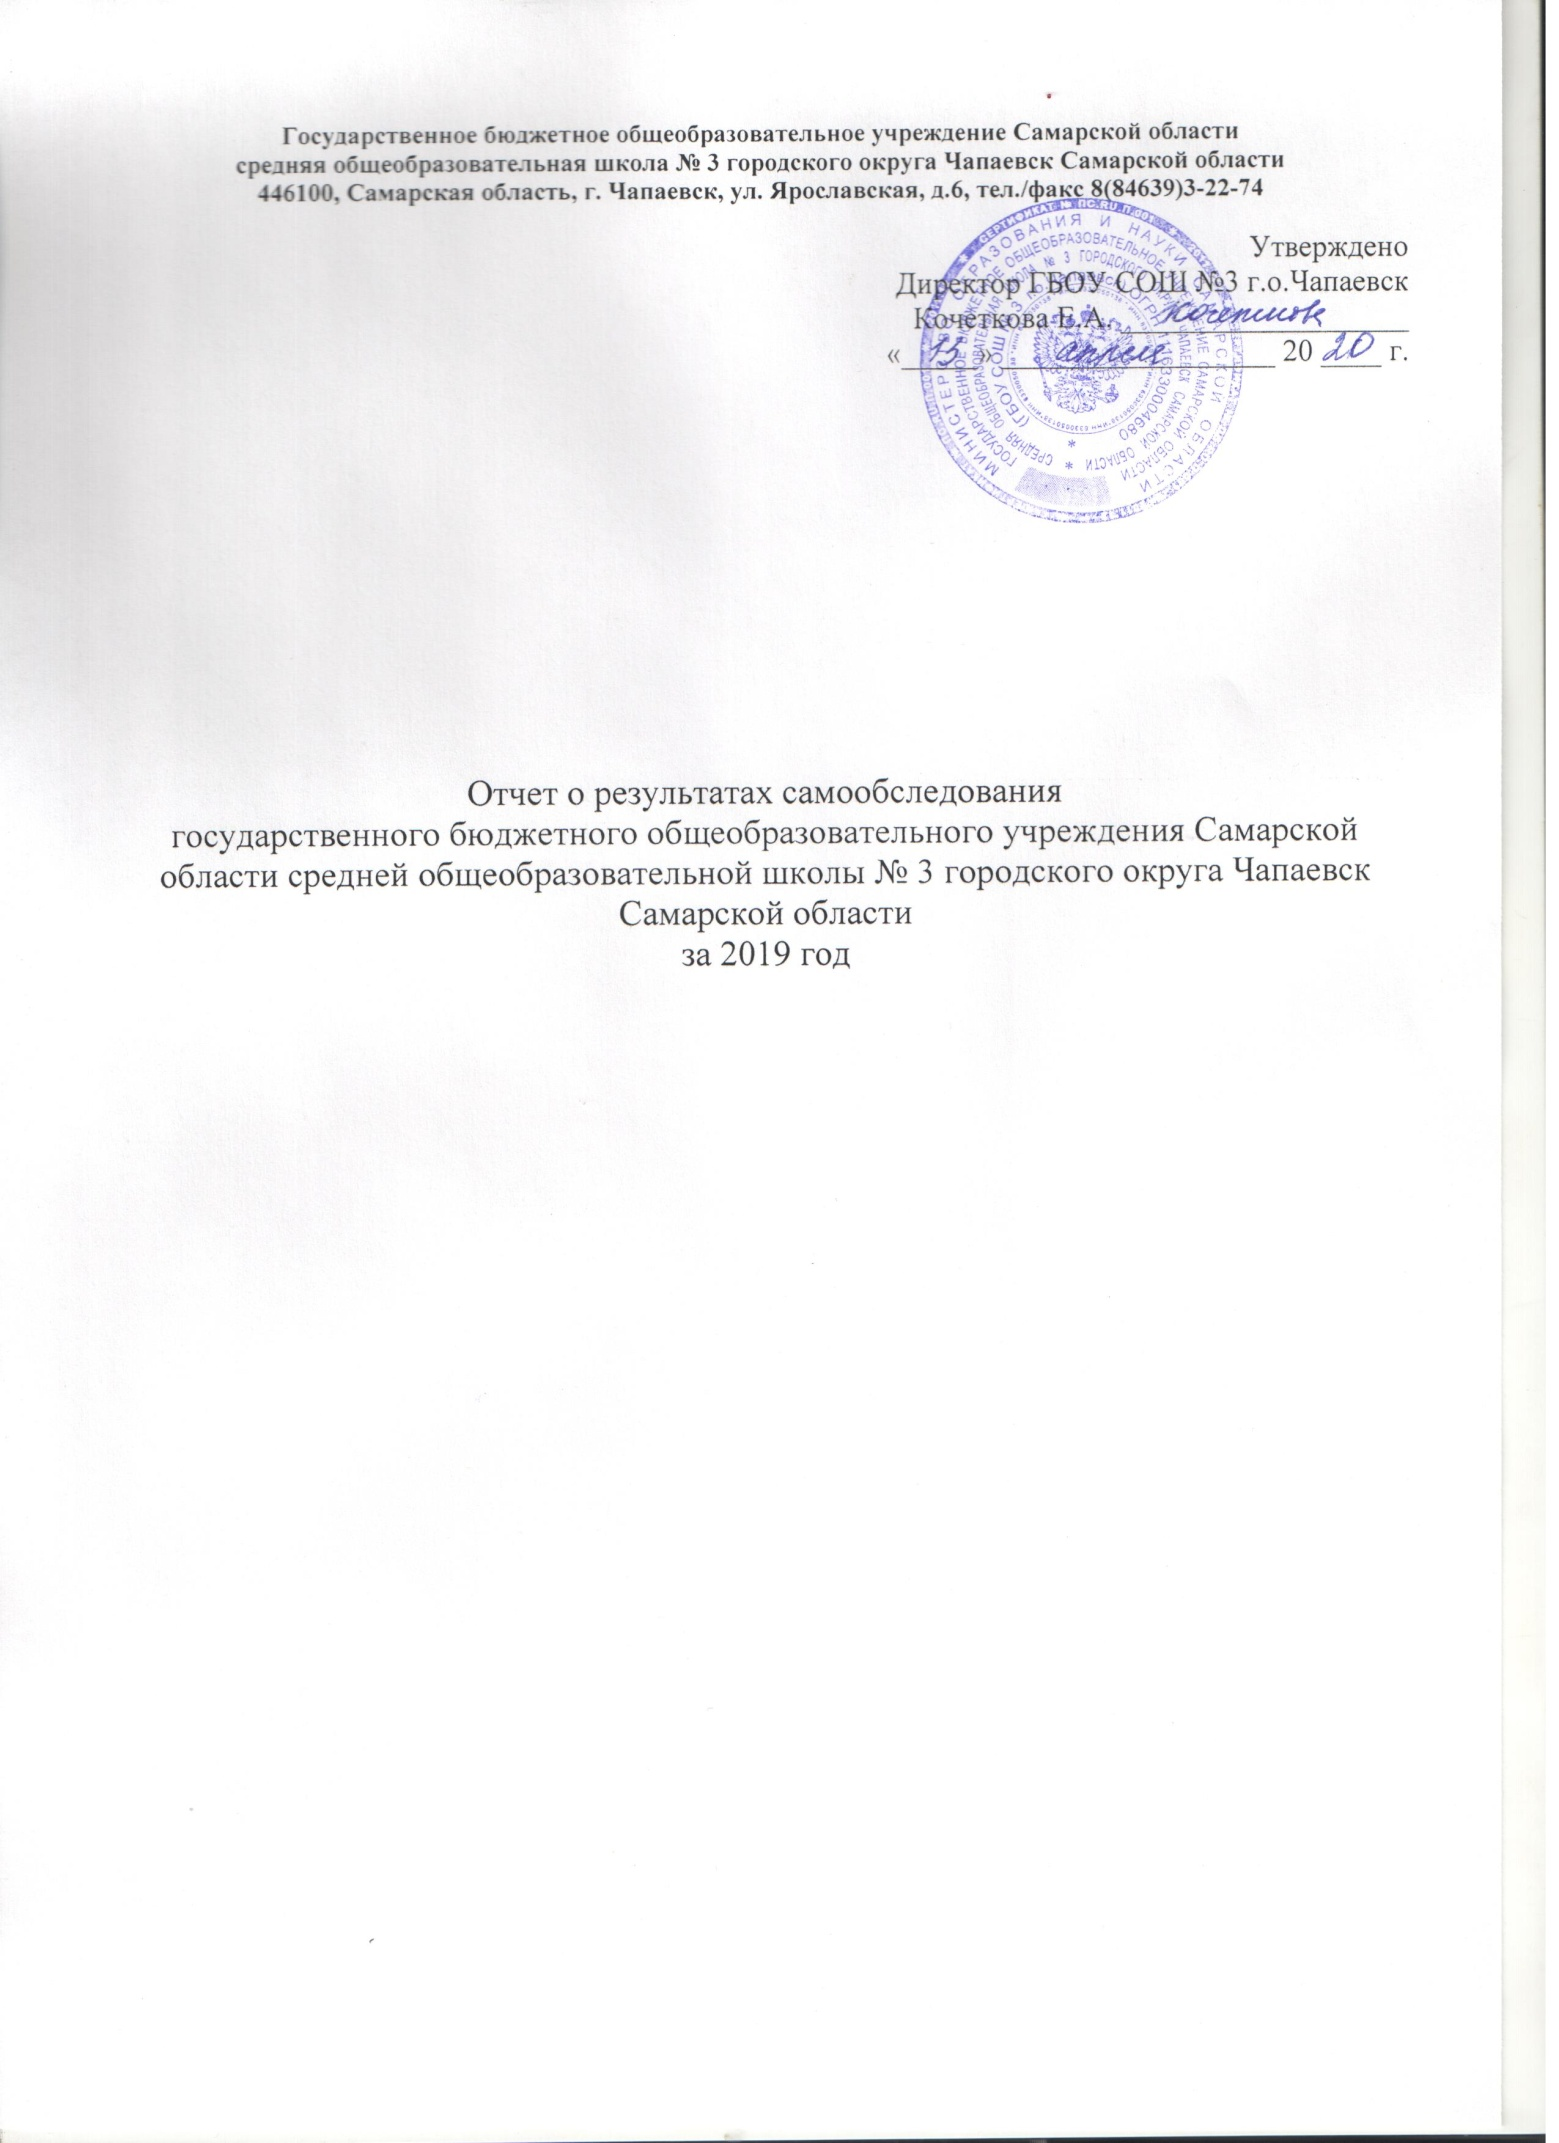 Государственное бюджетное общеобразовательное учреждение Самарской области
средняя общеобразовательная школа № 3 городского округа Чапаевск Самарской области
446100, Самарская область, г. Чапаевск, ул. Ярославская, д.6, тел./факс 8(84639)3-22-74
Утверждено
Директор ГБОУ СОШ №3 г.о.Чапаевск
Кочеткова Е.А.
« » апреля 20 20 г.
Отчет о результатах самообследования
государственного бюджетного общеобразовательного учреждения Самарской
области средней общеобразовательной школы № 3 городского округа Чапаевск
Самарской области
за 2019 год